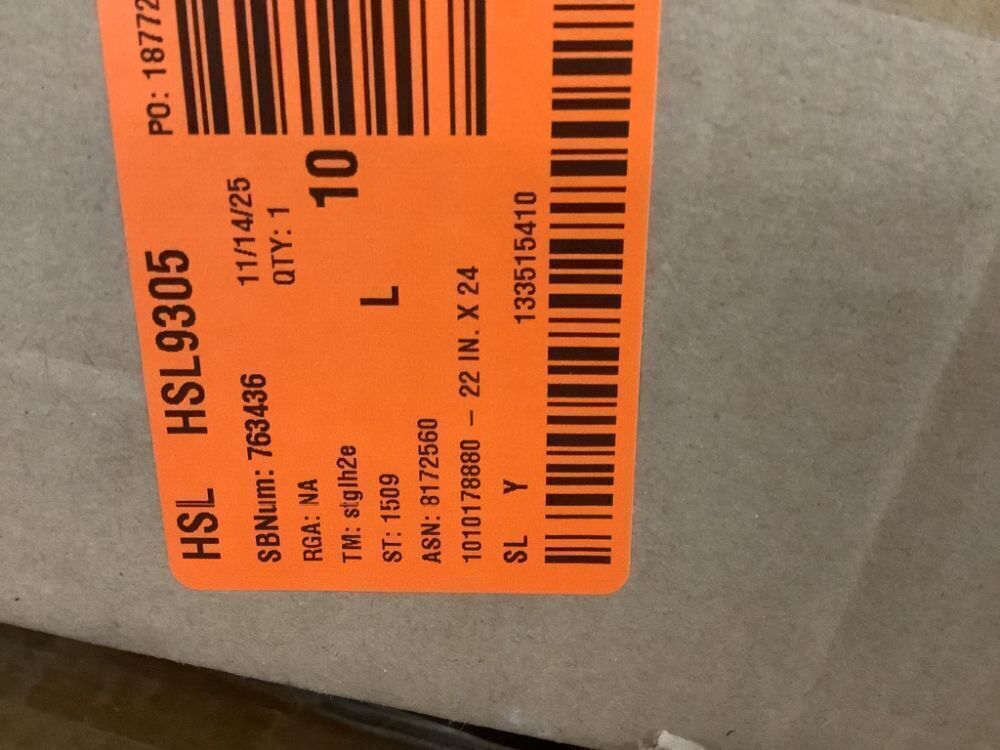 HSL HSL9305 PO: 18772
SBNum: 763436 11/14/25
RGA: NA QTY: 1
TM: stglh2e 10
ST: 1509 L
ASN: 8172560
1010178880 – 22 IN. X 24
SL Y 133515410